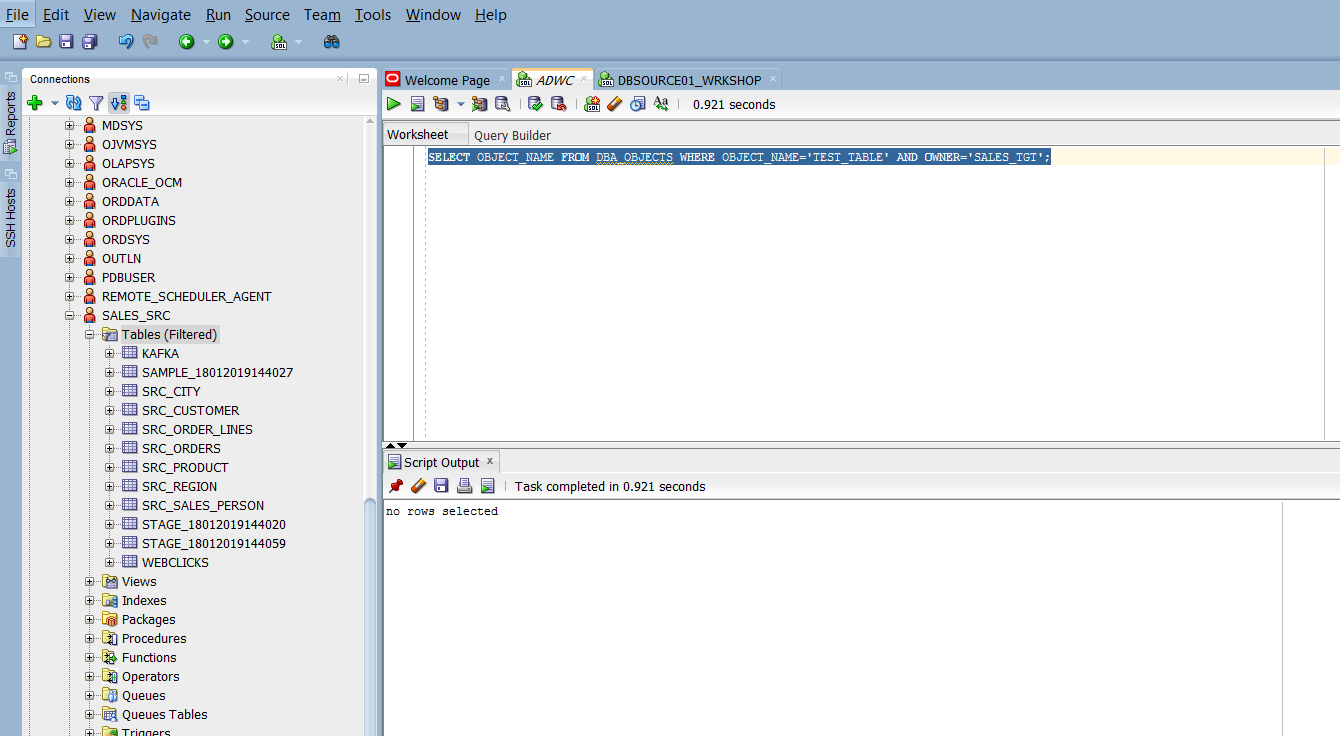 File Edit View Navigate Run Source Team Tools Window Help
Reports
SSH Hosts
Connections
MDSYS
OJVMSYS
OLAPSYS
ORACLE_OCM
ORDDATA
ORDPLUGINS
ORDSYS
OUTLN
PDBUSER
REMOTE_SCHEDULER_AGENT
SALES_SRC
Tables (Filtered)
KAFKA
SAMPLE_18012019144027
SRC_CITY
SRC_CUSTOMER
SRC_ORDER_LINES
SRC_ORDERS
SRC_PRODUCT
SRC_REGION
SRC_SALES_PERSON
STAGE_18012019144020
STAGE_18012019144059
WEBCLICKS
Views
Indexes
Packages
Procedures
Functions
Operators
Queues
Queues Tables
Triggers
Welcome Page ADWC DBSOURCE01_WRKSHOP
0.921 seconds
Worksheet Query Builder
SELECT OBJECT_NAME FROM DBA_OBJECTS WHERE OBJECT_NAME='TEST_TABLE' AND OWNER='SALES_TGT';
Script Output
Task completed in 0.921 seconds
no rows selected